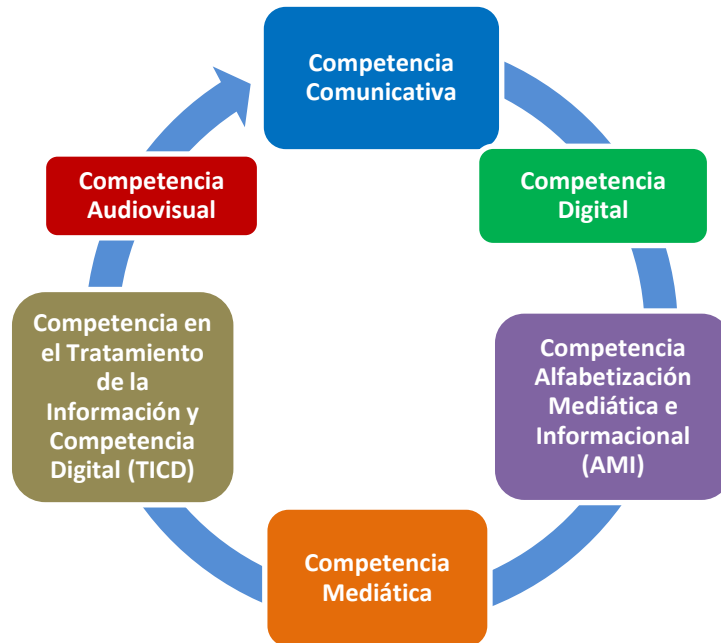 Competencia
Comunicativa
Competencia
Digital
Competencia
Alfabetización
Mediática e
Informacional
(AMI)
Competencia
Mediática
Competencia en
el Tratamiento
de la
Información y
Competencia
Digital (TICD)
Competencia
Audiovisual